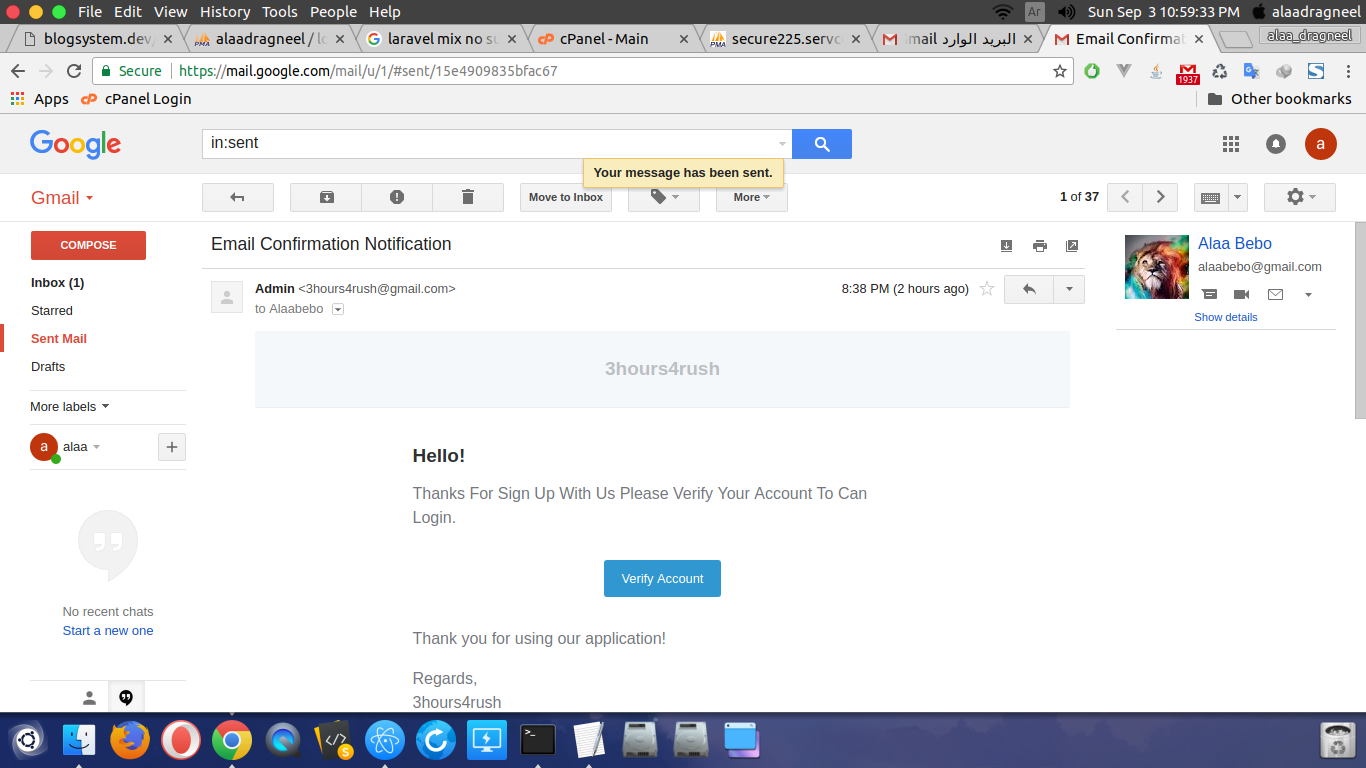 File Edit View History Tools People Help
Ar
Sun Sep 3 10:59:33 PM
alaadragneel
blogsystem.dev/
alaadragneel / lo
laravel mix no su
cPanel - Main
secure225.servc
البريد الوارد
Email Confirmat
alaa_dragneel
Secure
https://mail.google.com/mail/u/1/#sent/15e4909835bfac67
1937
Apps
cPanel Login
Other bookmarks
Google
in:sent
a
Your message has been sent.
Gmail
Move to Inbox
More
1 of 37
COMPOSE
Inbox (1)
Starred
Sent Mail
Drafts
More labels
a
alaa
No recent chats
Start a new one
Email Confirmation Notification
Admin <3hours4rush@gmail.com>
8:38 PM (2 hours ago)
to Alaabebo
3hours4rush
Hello!
Thanks For Sign Up With Us Please Verify Your Account To Can
Login.
Verify Account
Thank you for using our application!
Regards,
3hours4rush
Alaa Bebo
alaabebo@gmail.com
Show details